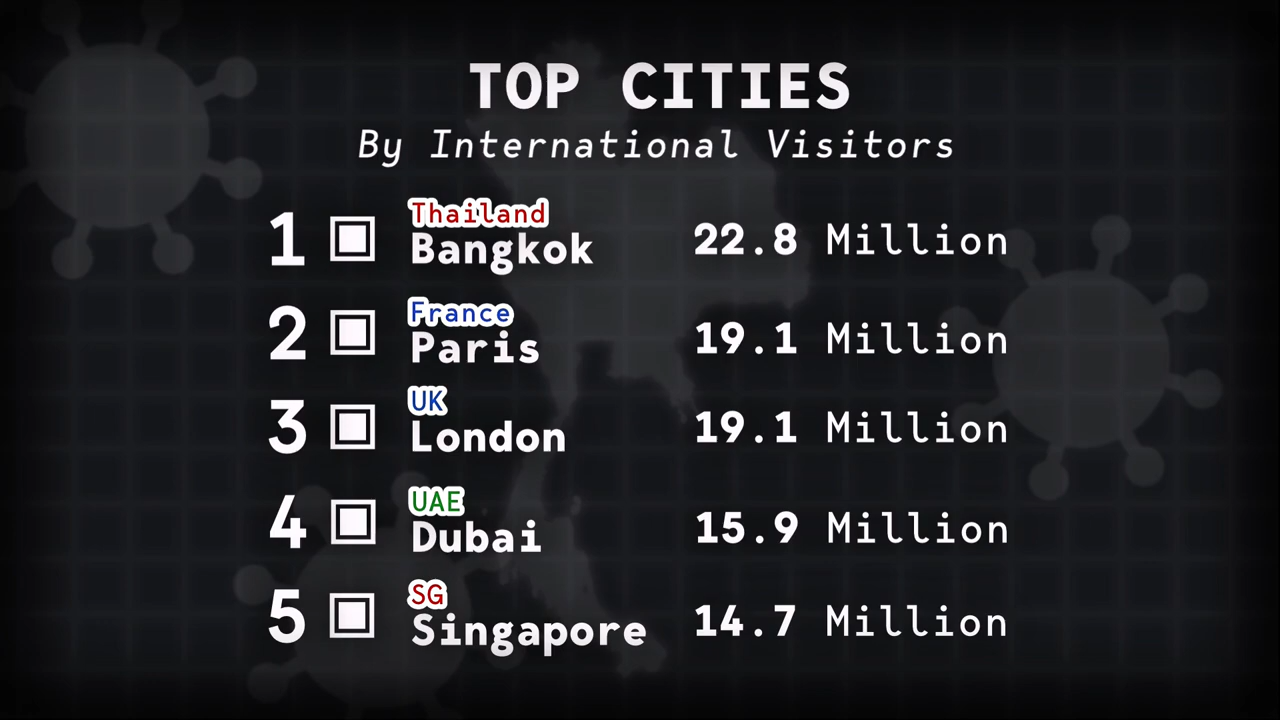 TOP CITIES
By International Visitors
1 Thailand Bangkok 22.8 Million
2 France Paris 19.1 Million
3 UK London 19.1 Million
4 UAE Dubai 15.9 Million
5 SG Singapore 14.7 Million